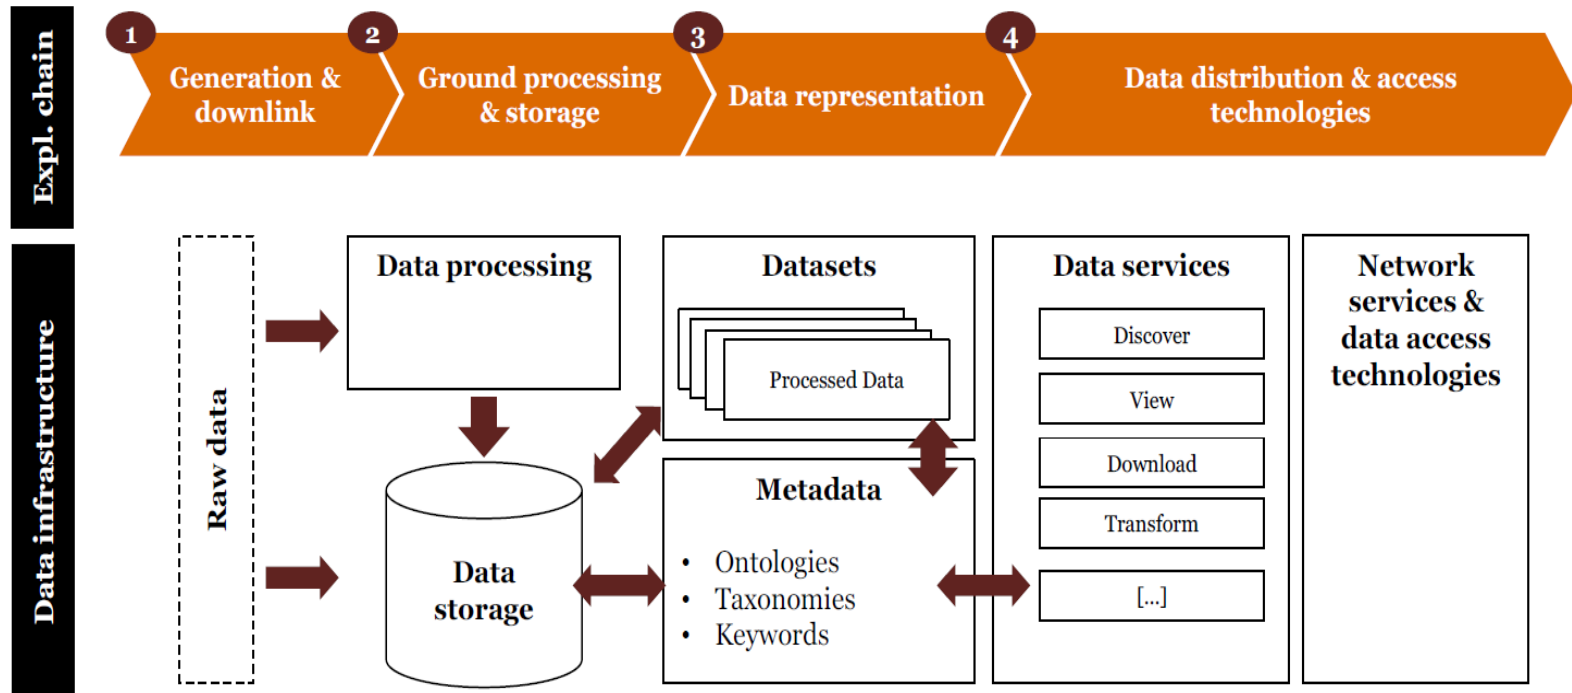 Expl. chain
1
Generation &
downlink
2
Ground processing
& storage
3
Data representation
4
Data distribution & access
technologies
Data infrastructure
Raw data
Data processing
Data
storage
Datasets
Processed Data
Metadata
• Ontologies
• Taxonomies
• Keywords
Data services
Discover
View
Download
Transform
[...]
Network
services &
data access
technologies